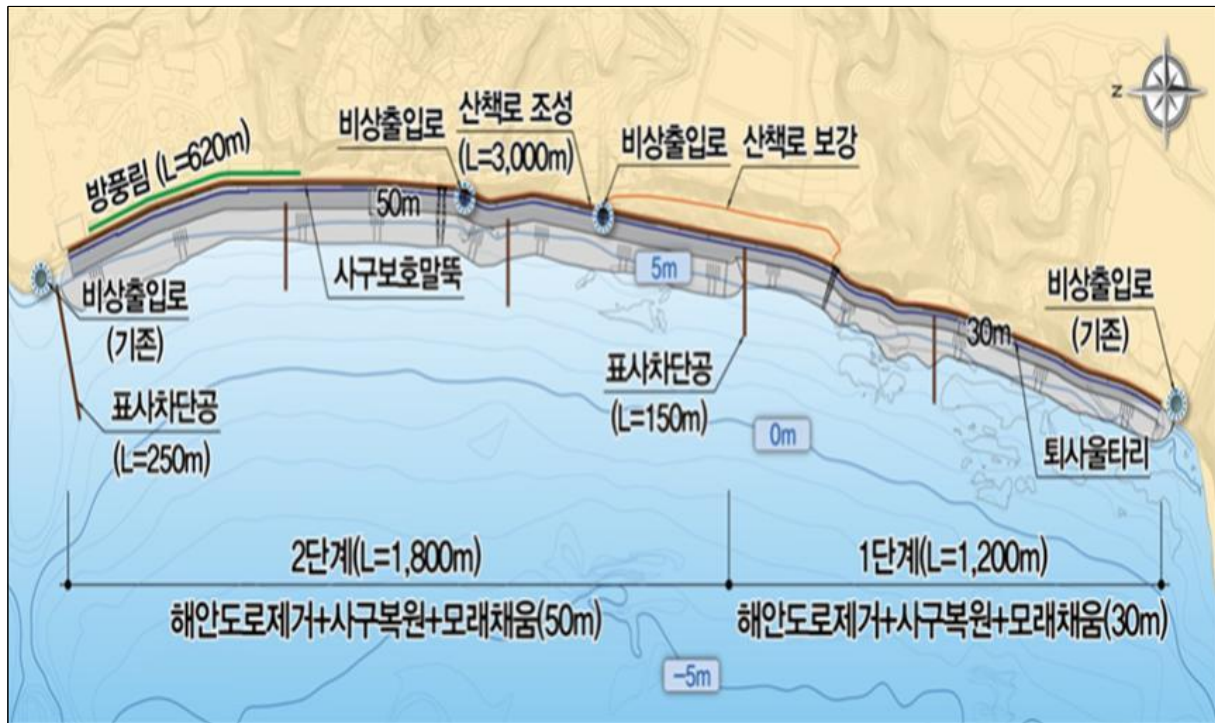 N
비상출입로
산책로 조성
(L=3,000m)
비상출입로
산책로 보강
방풍림 (L=620m)
50m
사구보호말뚝
5m
비상출입로
(기존)
비상출입로
(기존)
30m
표사차단공
(L=250m)
표사차단공
(L=150m)
0m
퇴사울타리
2단계(L=1,800m)
1단계(L=1,200m)
해안도로제거+사구복원+모래채움(50m)
해안도로제거+사구복원+모래채움(30m)
-5m